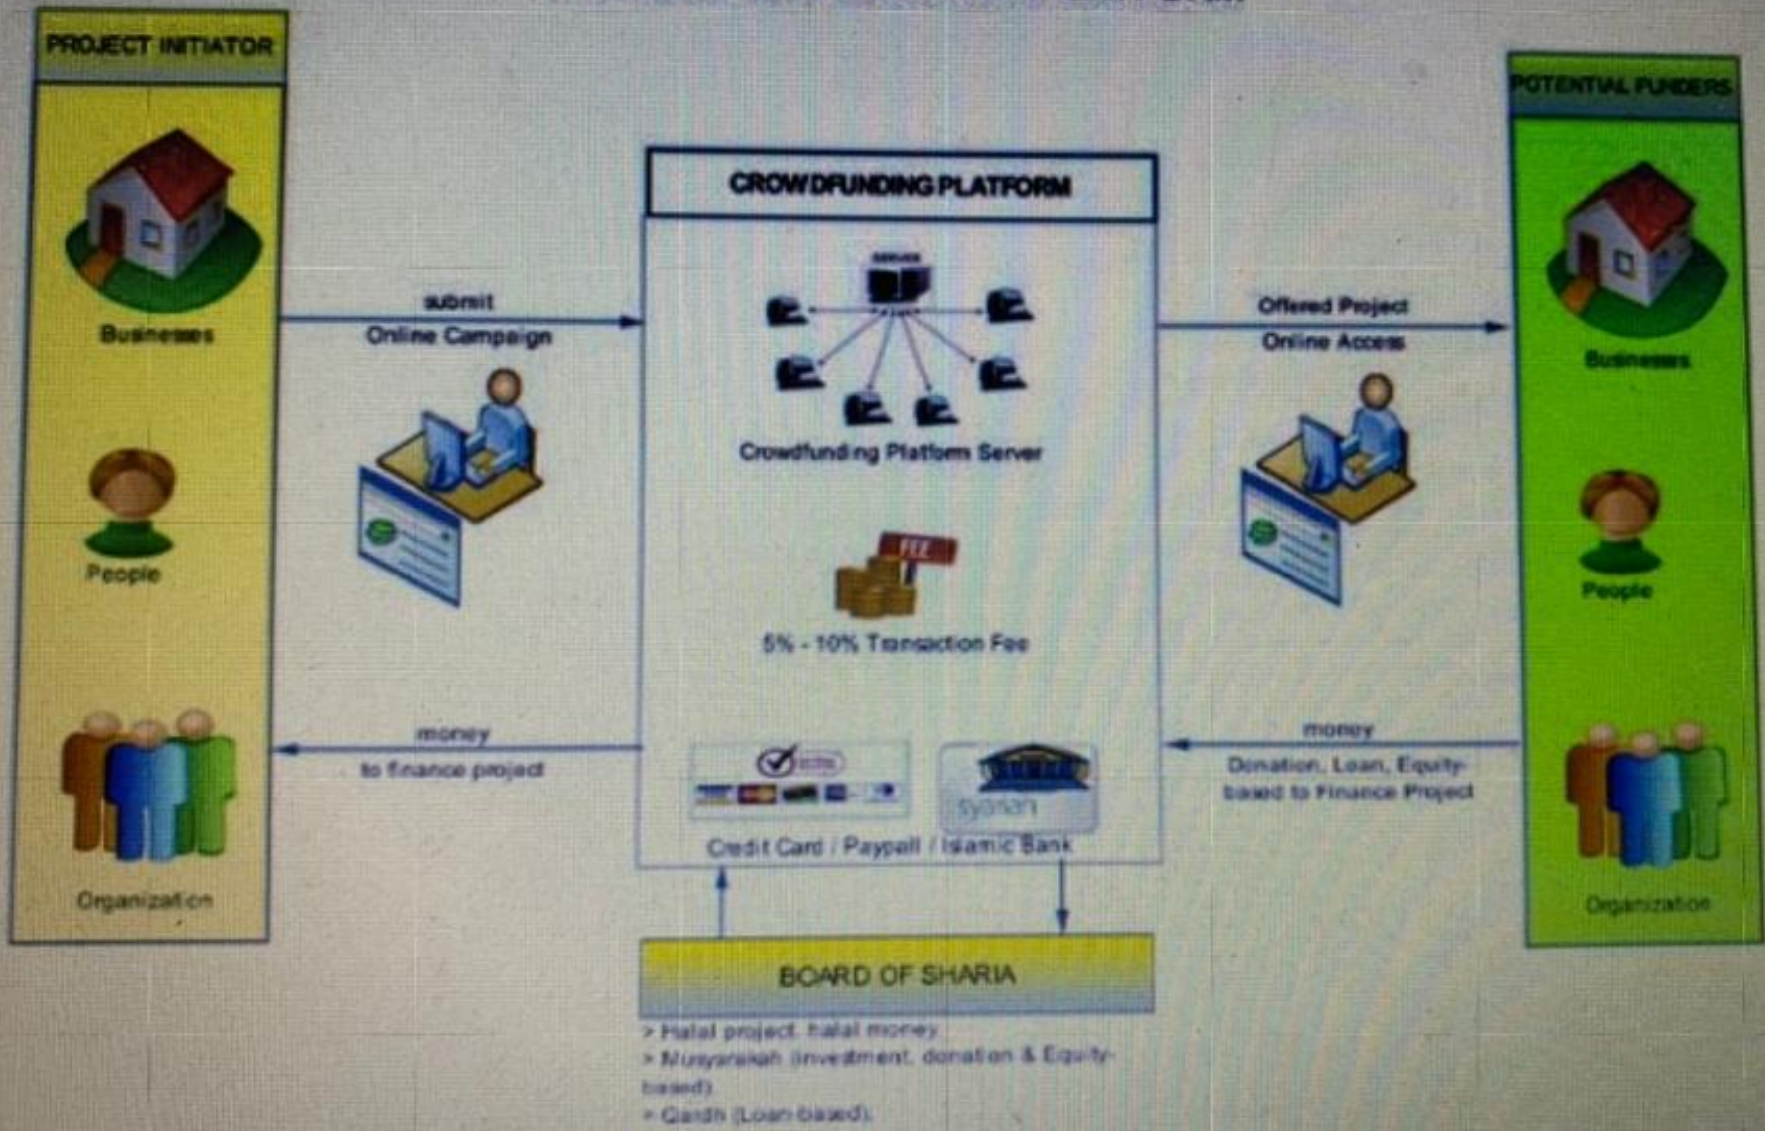 PROJECT INITIATOR
Businesses
People
Organization
submit
Online Campaign
money
to finance project
CROWDFUNDING PLATFORM
SERVER
Crowdfunding Platform Server
FEE
5% - 10% Transaction Fee
syariah
Credit Card / Paypall / Islamic Bank
BOARD OF SHARIA
> Halal project, halal money
> Musyarakah (investment, donation & Equity-
based)
> Qardh (Loan-based);
Offered Project
Online Access
money
Donation, Loan, Equity-
based to Finance Project
POTENTIAL FUNDERS
Businesses
People
Organization